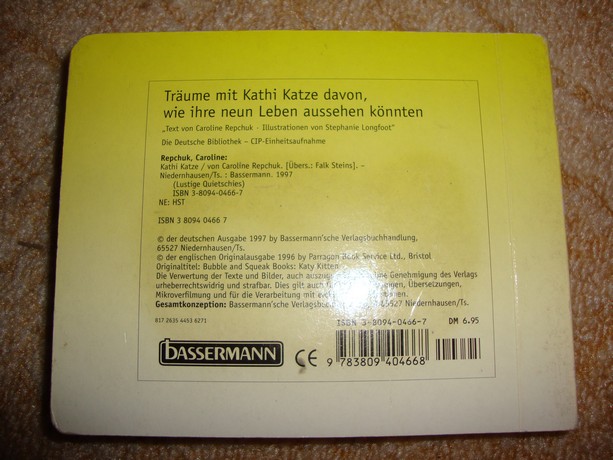 Träume mit Kathi Katze davon,
wie ihre neun Leben aussehen könnten
„Text von Caroline Repchuk · Illustrationen von Stephanie Longfoot"
Die Deutsche Bibliothek – CIP-Einheitsaufnahme
Repchuk, Caroline:
Kathi Katze / von Caroline Repchuk. [Übers.: Falk Steins]. –
Niedernhausen/Ts. : Bassermann. 1997
(Lustige Quietschies)
ISBN 3-8094-0466-7
NE: HST
ISBN 3 8094 0466 7
© der deutschen Ausgabe 1997 by Bassermann'sche Verlagsbuchhandlung,
65527 Niedernhausen/Ts.
© der englischen Originalausgabe 1996 by Parragon Book Service Ltd., Bristol
Originaltitel: Bubble and Squeak Books: Katy Kitten
Die Verwertung der Texte und Bilder, auch auszugsweise, ohne Genehmigung des Verlags
urheberrechtswidrig und strafbar. Dies gilt auch für Übersetzungen,
Mikroverfilmung und für die Verarbeitung mit
Gesamtkonzeption: Bassermann'sche Verlagsbuchhandlung 65527 Niedernhausen/Ts.
817 2635 4453 6271
ISBN 3-8094-0466-7 DM 6.95
BASSERMANN CE 9 783809 404668